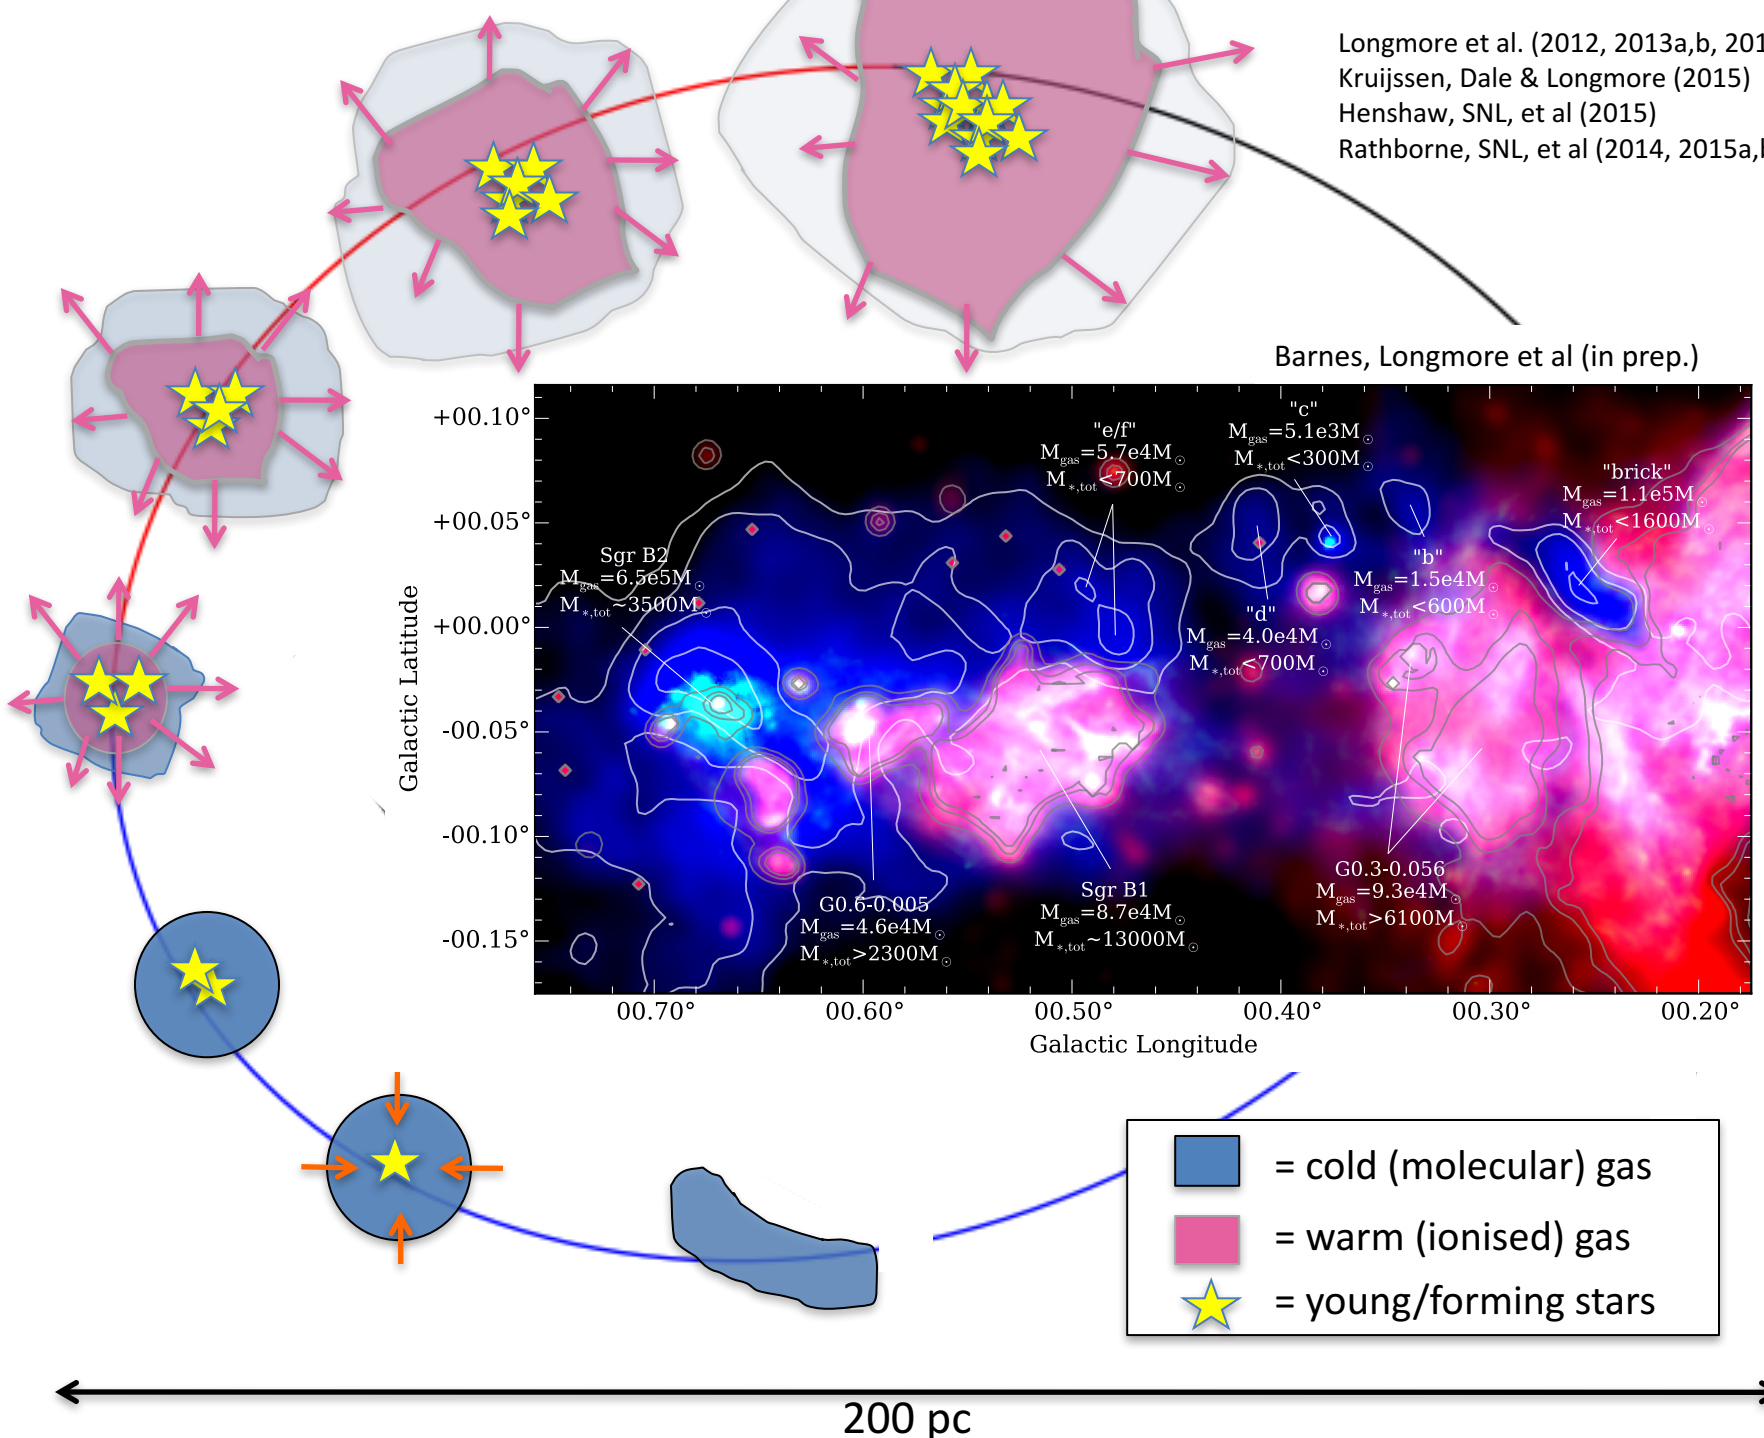 Longmore et al. (2012, 2013a,b, 201
Kruijssen, Dale & Longmore (2015)
Henshaw, SNL, et al (2015)
Rathborne, SNL, et al (2014, 2015a,
Barnes, Longmore et al (in prep.)
+00.10°
+00.05°
+00.00°
-00.05°
-00.10°
-00.15°
Galactic Latitude
"e/f"
Mgas=5.7e4M⊙
M*,tot<700M⊙
"c"
Mgas=5.1e3M⊙
M*,tot<300M⊙
"brick"
Mgas=1.1e5M⊙
M*,tot<1600M⊙
Sgr B2
Mgas=6.5e5M⊙
M*,tot~3500M⊙
"b"
Mgas=1.5e4M⊙
M*,tot<600M⊙
"d"
Mgas=4.0e4M⊙
M*,tot<700M⊙
G0.6-0.005
Mgas=4.6e4M⊙
M*,tot>2300M⊙
Sgr B1
Mgas=8.7e4M⊙
M*,tot~13000M⊙
G0.3-0.056
Mgas=9.3e4M⊙
M*,tot>6100M⊙
00.70° 00.60° 00.50° 00.40° 00.30° 00.20°
Galactic Longitude
= cold (molecular) gas
= warm (ionised) gas
= young/forming stars
200 pc